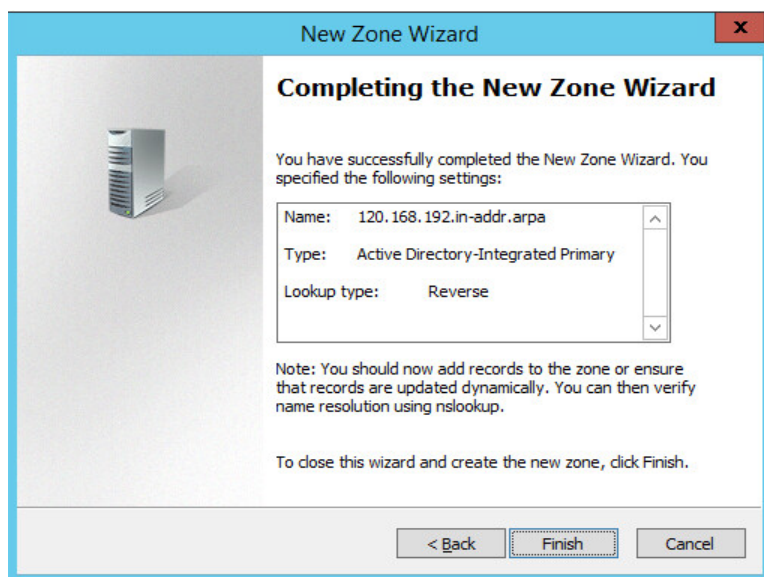 New Zone Wizard
x
Completing the New Zone Wizard
You have successfully completed the New Zone Wizard. You
specified the following settings:
Name: 120.168.192.in-addr.arpa
Type: Active Directory-Integrated Primary
Lookup type: Reverse
Note: You should now add records to the zone or ensure
that records are updated dynamically. You can then verify
name resolution using nslookup.
To close this wizard and create the new zone, click Finish.
< Back Finish Cancel